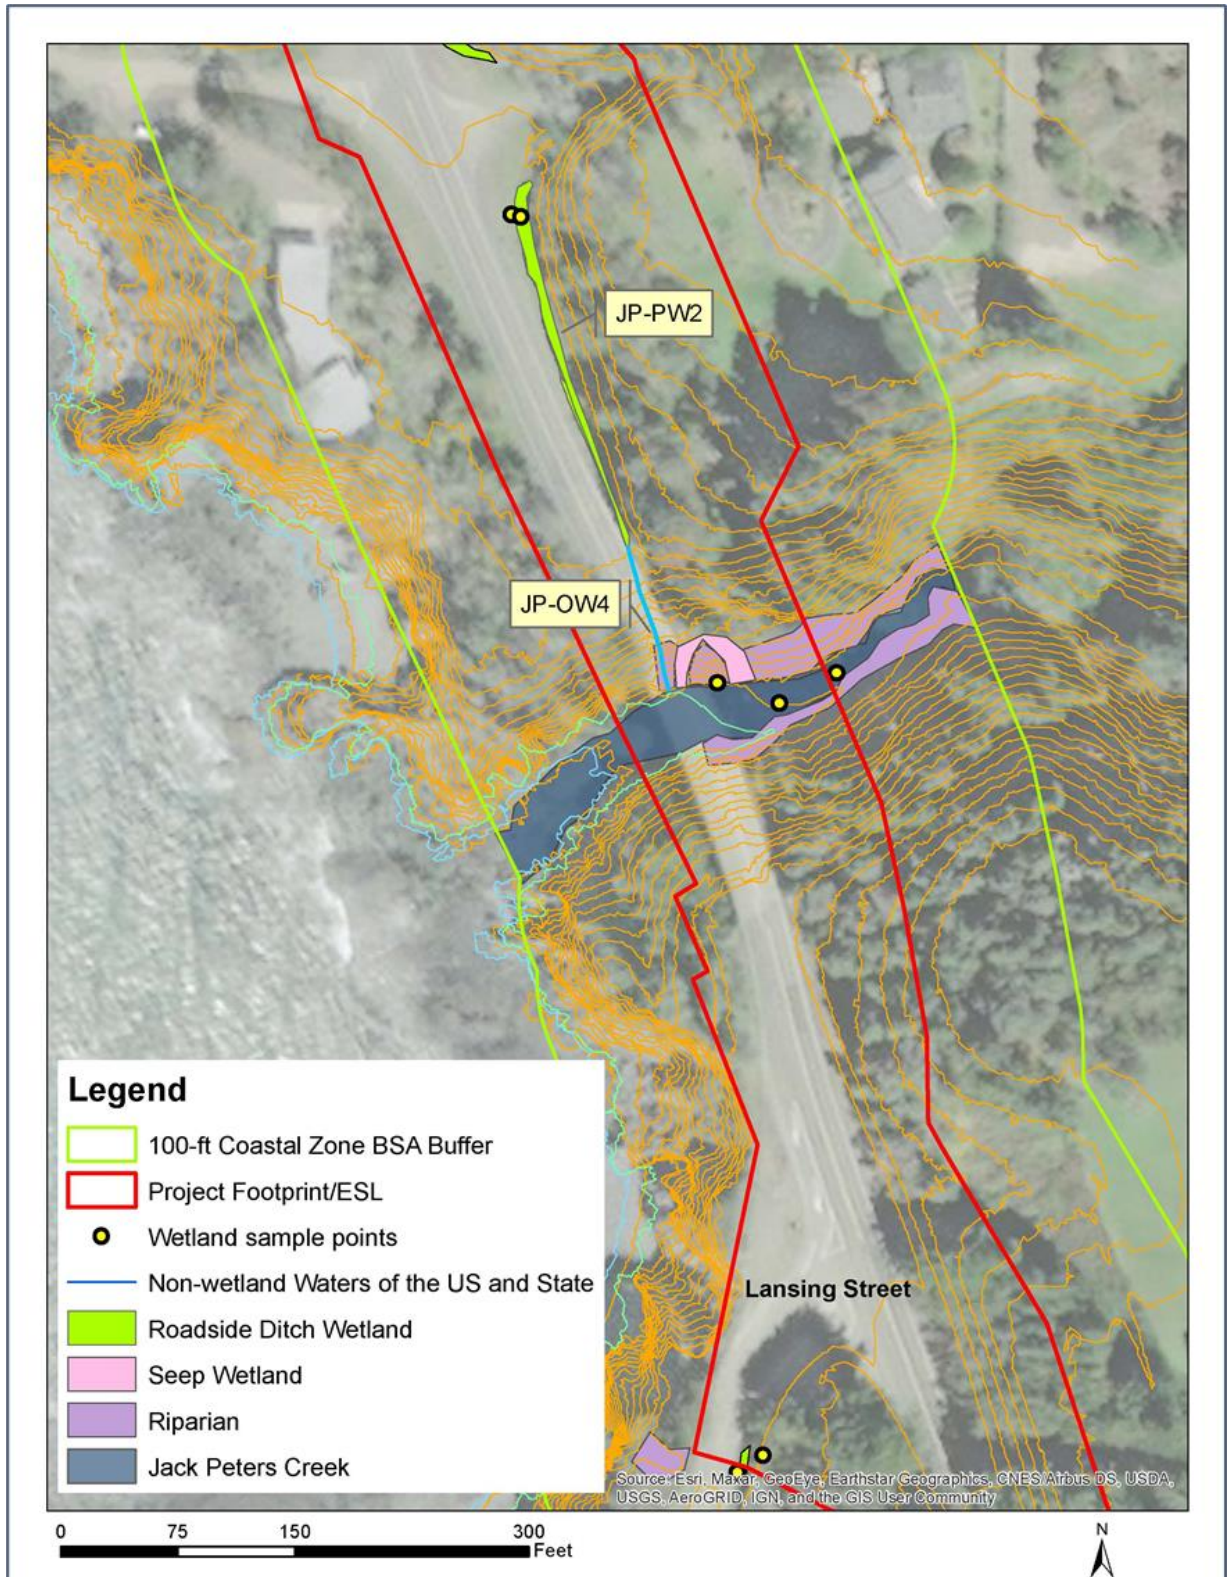 JP-PW2
JP-OW4
Legend
100-ft Coastal Zone BSA Buffer
Project Footprint/ESL
Wetland sample points
Non-wetland Waters of the US and State
Roadside Ditch Wetland
Seep Wetland
Riparian
Jack Peters Creek
Lansing Street
Source: Esri, Maxar, GeoEye, Earthstar Geographics, CNES/Airbus DS, USDA,
USGS, AeroGRID, IGN, and the GIS User Community
0 75 150 300
Feet
N